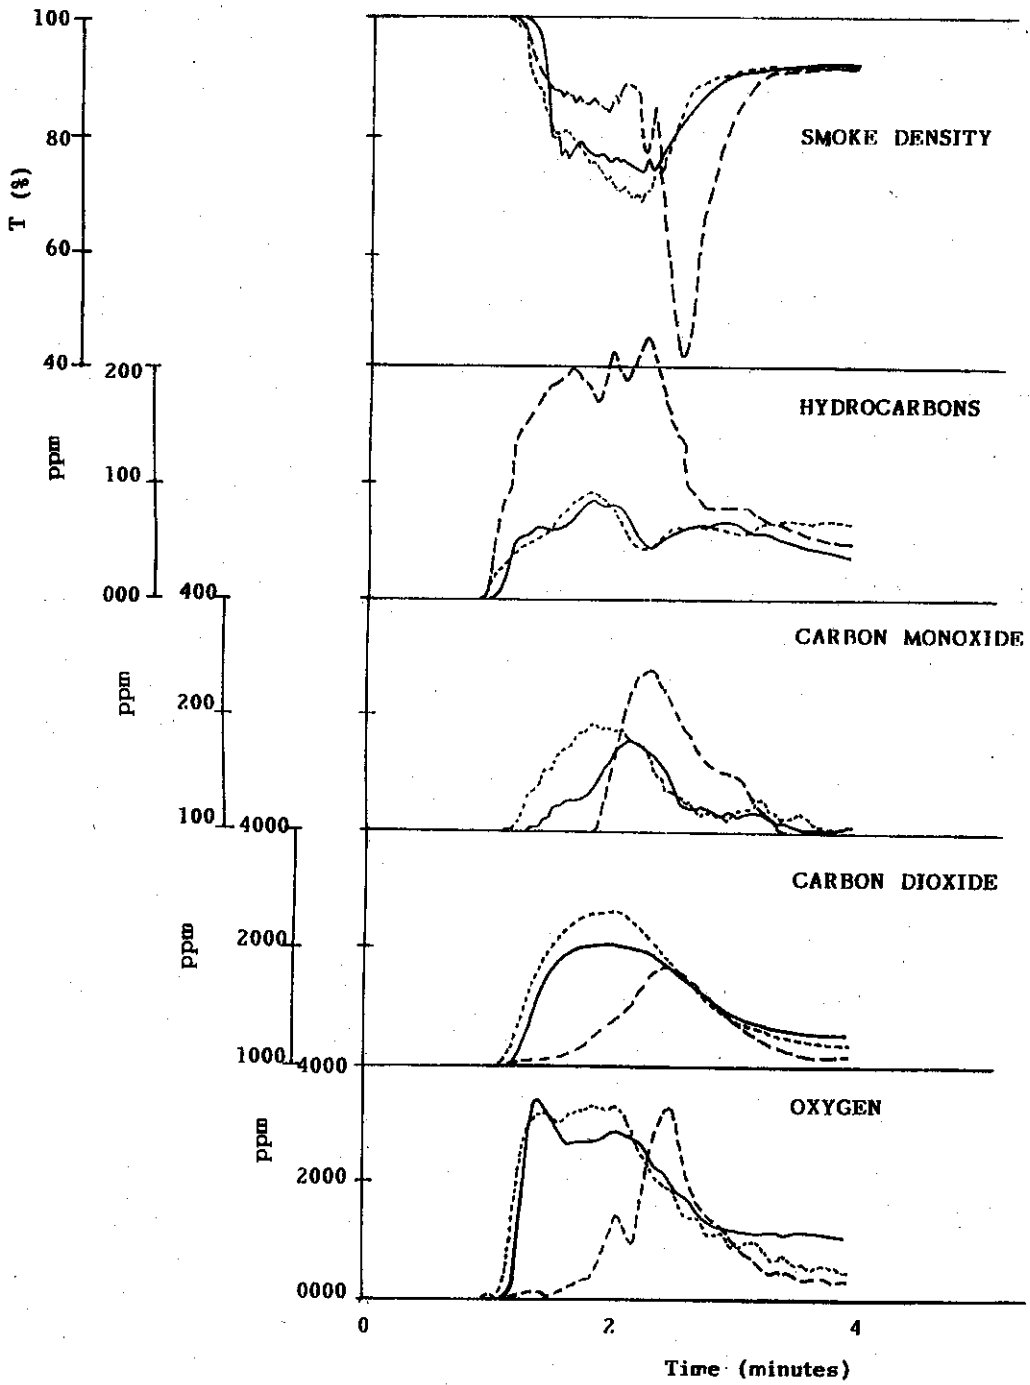 100
80
T (%)
60
40
SMOKE DENSITY
200
ppm
100
000
HYDROCARBONS
400
ppm
200
100
CARBON MONOXIDE
4000
ppm
2000
1000
CARBON DIOXIDE
4000
ppm
2000
0000
OXYGEN
0 2 4
Time (minutes)